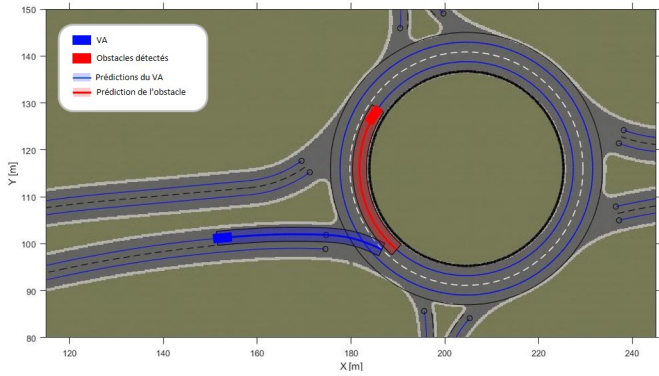 VA
Obstacles détectés
Prédictions du VA
Prédiction de l'obstacle
150
140
130
120
110
100
90
80
Y [m]
120
140
160
180
200
220
240
X [m]